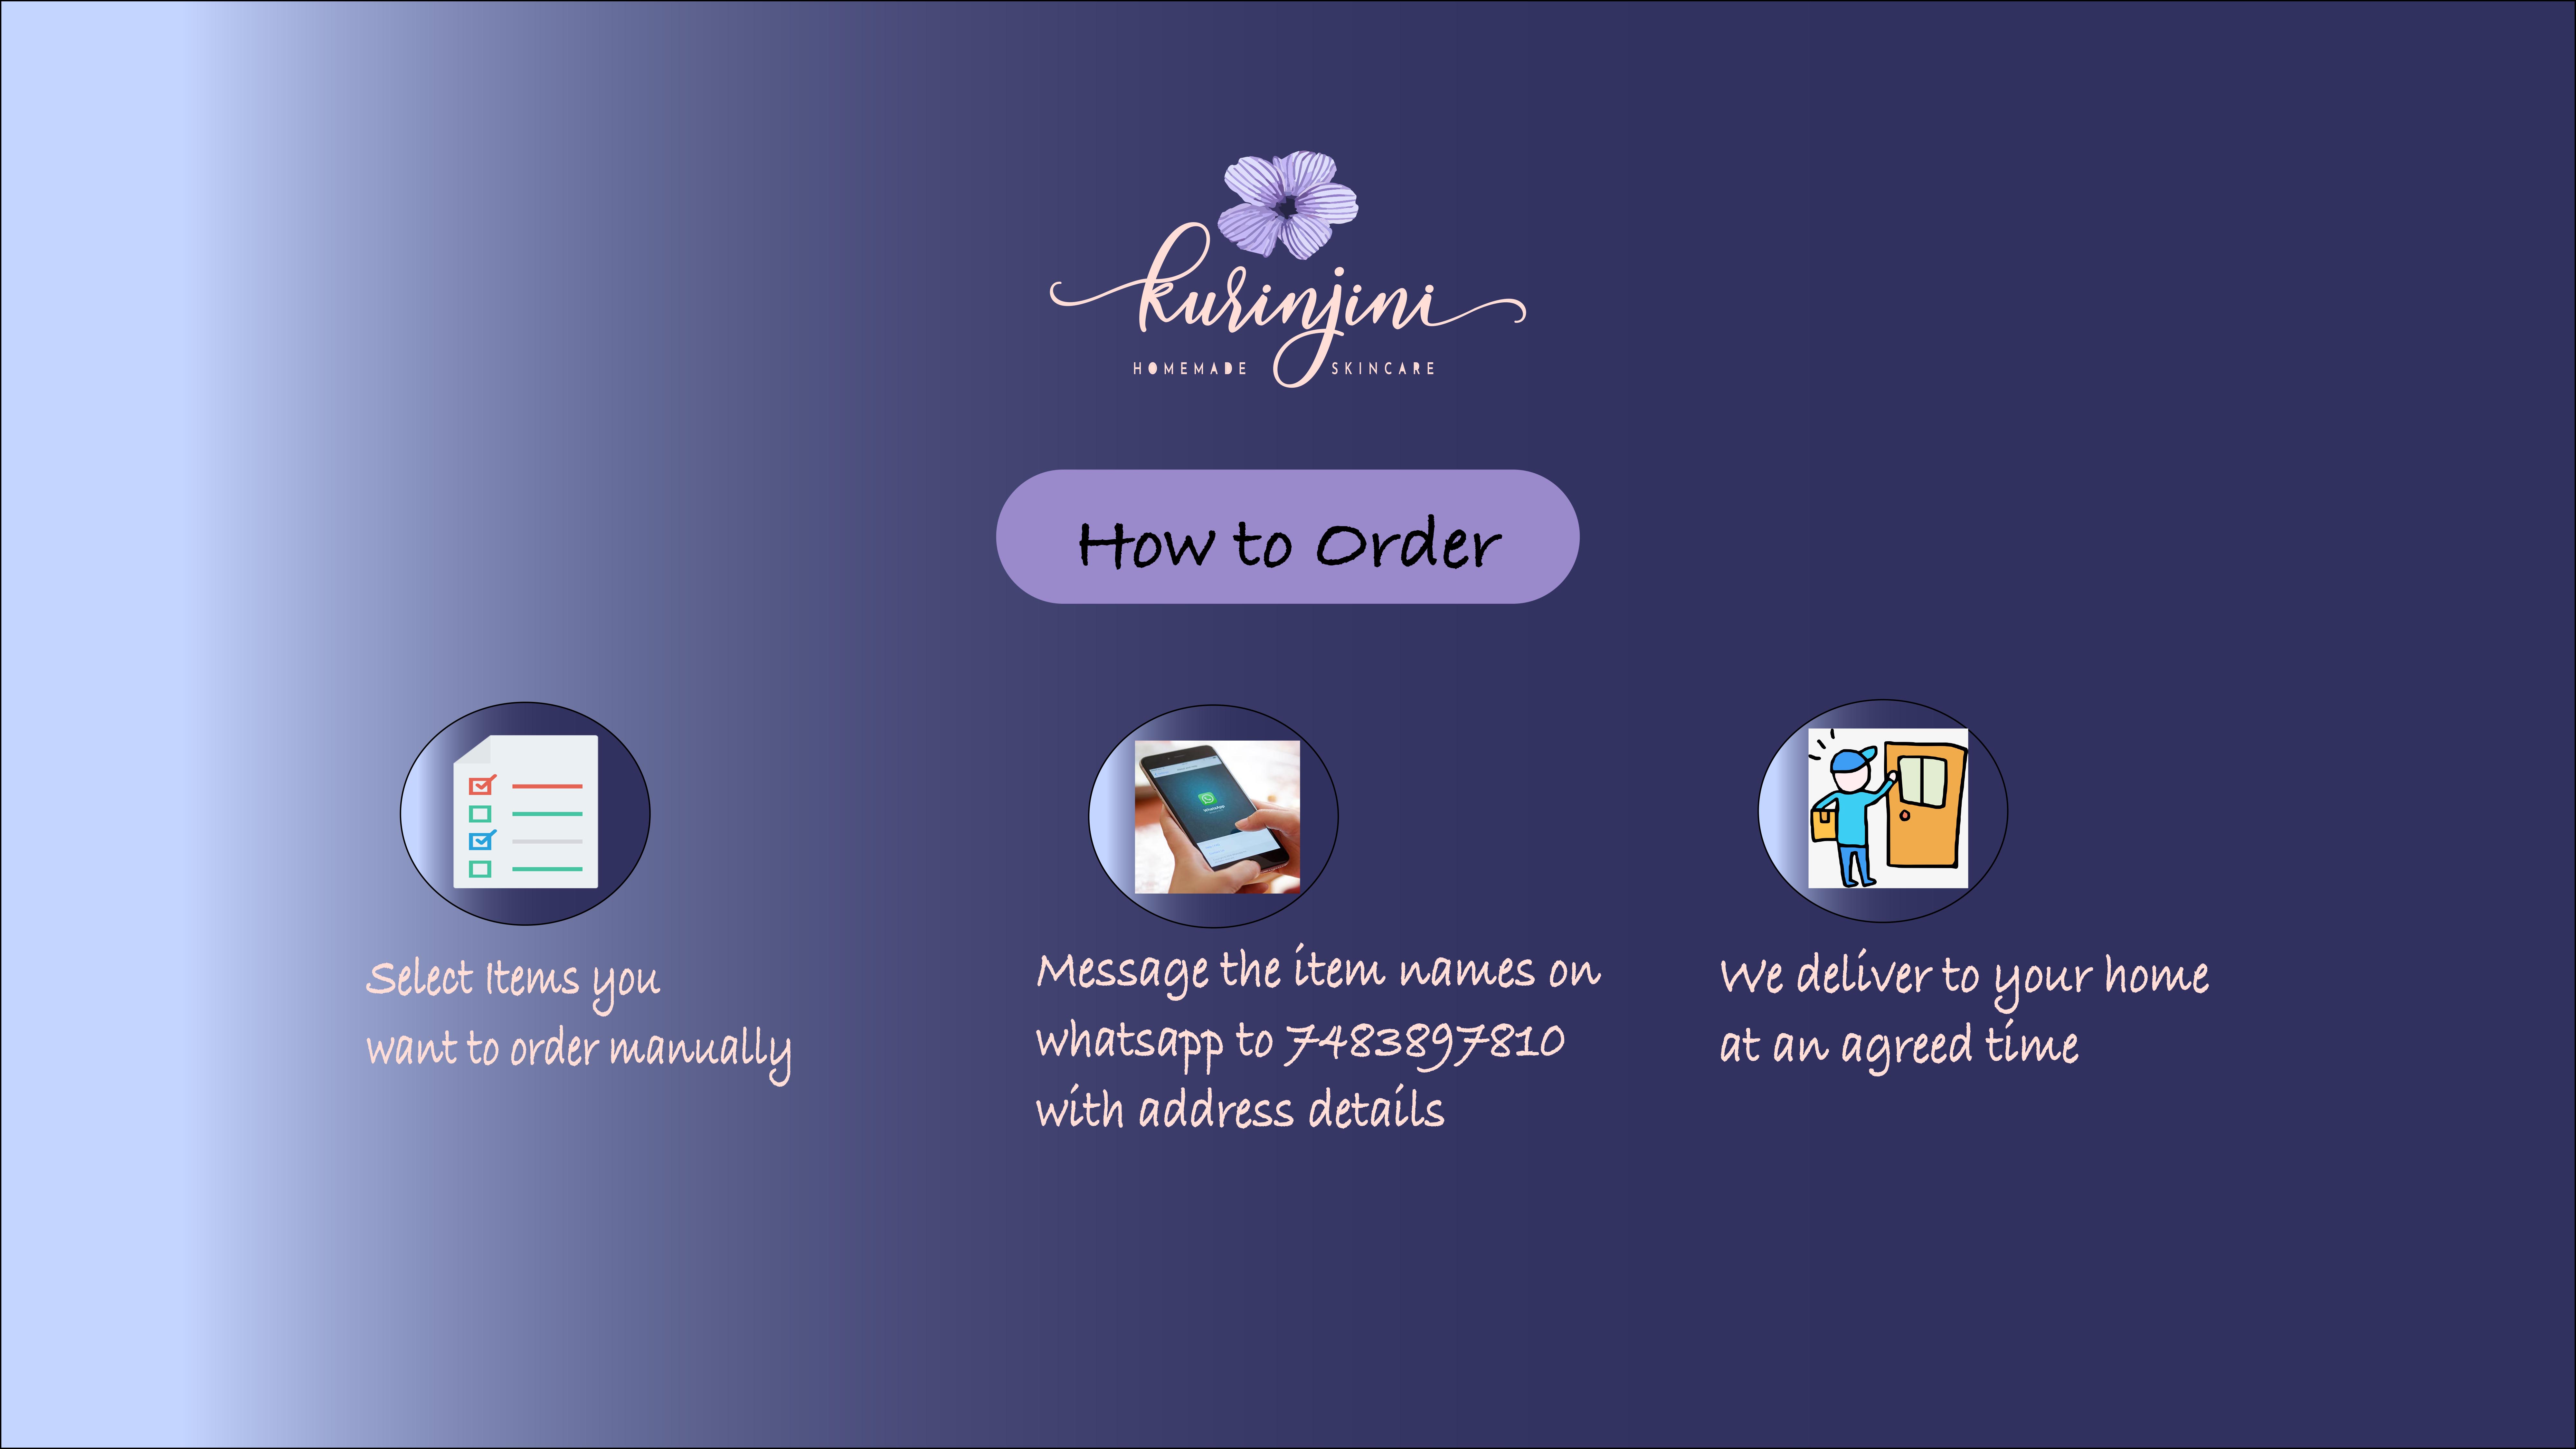 kurinjini
HOMEMADE SKINCARE
How to Order
Select Items you
want to order manually
Message the item names on
whatsapp to 7483897810
with address details
We deliver to your home
at an agreed time